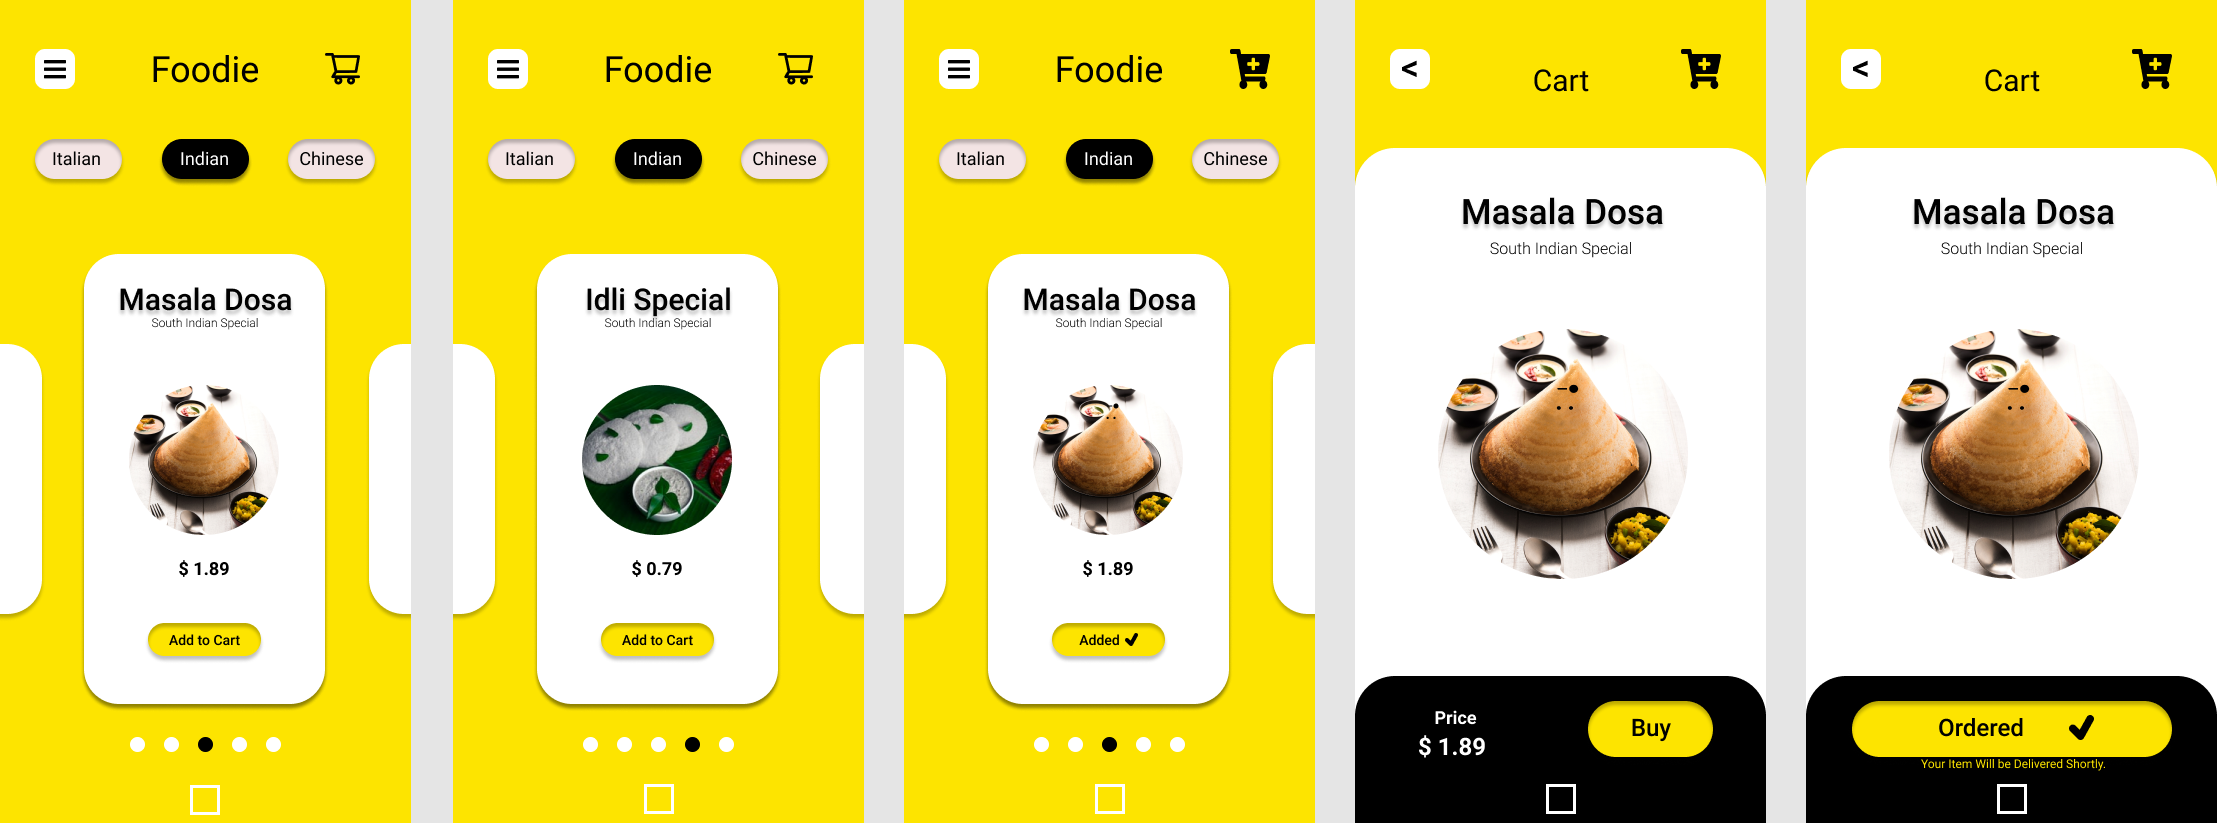 Foodie
Italian
Indian
Chinese
Masala Dosa
South Indian Special
$ 1.89
Add to Cart
Foodie
Italian
Indian
Chinese
Idli Special
South Indian Special
$ 0.79
Add to Cart
Foodie
Italian
Indian
Chinese
Masala Dosa
South Indian Special
$ 1.89
Added
<
Cart
Masala Dosa
South Indian Special
Price
$ 1.89
Buy
<
Cart
Masala Dosa
South Indian Special
Ordered
Your Item Will be Delivered Shortly.